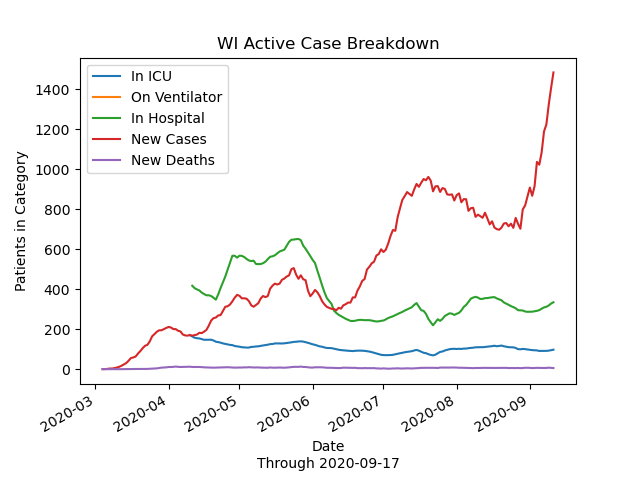 WI Active Case Breakdown
In ICU
On Ventilator
In Hospital
New Cases
New Deaths
Patients in Category
1400
1200
1000
800
600
400
200
0
2020-03
2020-04
2020-05
2020-06
2020-07
2020-08
2020-09
Date
Through 2020-09-17